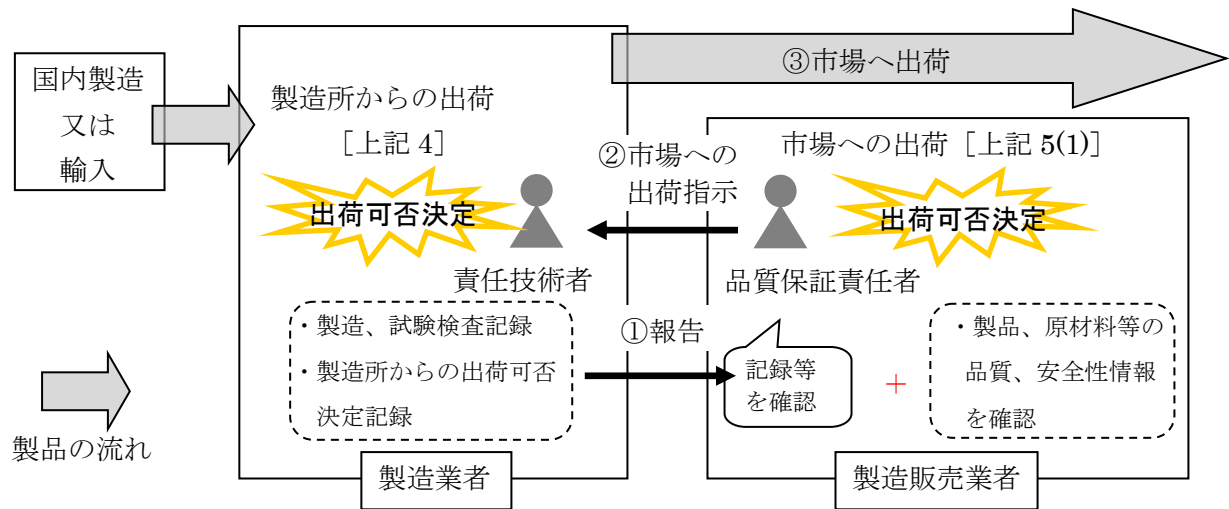 国内製造
又は
輸入
製造所からの出荷
［上記 4］
出荷可否決定
責任技術者
・製造、試験検査記録
・製造所からの出荷可否
決定記録
製造業者
③市場へ出荷
②市場への
出荷指示
①報告
市場への出荷［上記 5(1)］
出荷可否決定
品質保証責任者
記録等
を確認
+
・製品、原材料等の
品質、安全性情報
を確認
製造販売業者
製品の流れ